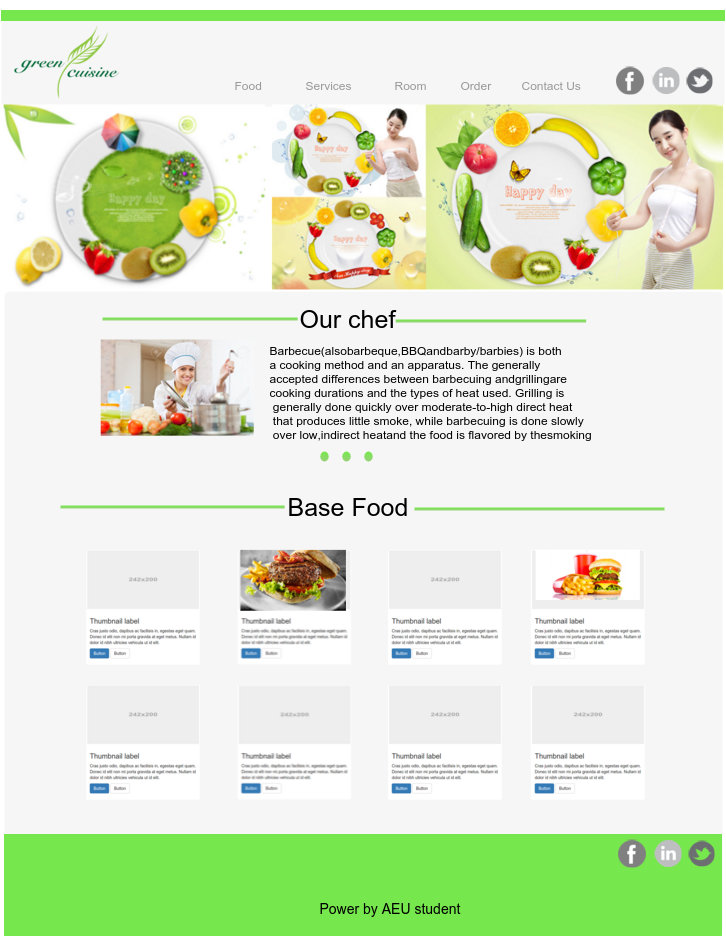 green cuisine
Food Services Room Order Contact Us
Happy day
Happy day
Happy day
Happy day
Our chef
Barbecue(alsobarbeque,BBQandbarby/barbies) is both
a cooking method and an apparatus. The generally
accepted differences between barbecuing andgrillingare
cooking durations and the types of heat used. Grilling is
generally done quickly over moderate-to-high direct heat
that produces little smoke, while barbecuing is done slowly
over low,indirect heatand the food is flavored by thesmoking
Base Food
242x200 242x200
Thumbnail label Thumbnail label Thumbnail label Thumbnail label
Cras justo odio, dapibus ac facilisis in, egestas eget quam. Cras justo odio, dapibus ac facilisis in, egestas eget quam. Cras justo odio, dapibus ac facilisis in, egestas eget quam. Cras justo odio, dapibus ac facilisis in, egestas eget quam.
Donec id elit non mi porta gravida at eget metus. Nullam id Donec id elit non mi porta gravida at eget metus. Nullam id Donec id elit non mi porta gravida at eget metus. Nullam id Donec id elit non mi porta gravida at eget metus. Nullam id
dolor id nibh ultricies vehicula ut id elit. dolor id nibh ultricies vehicula ut id elit. dolor id nibh ultricies vehicula ut id elit. dolor id nibh ultricies vehicula ut id elit.
Button Button Button Button Button Button Button Button
242x200 242x200 242x200 242x200
Thumbnail label Thumbnail label Thumbnail label Thumbnail label
Cras justo odio, dapibus ac facilisis in, egestas eget quam. Cras justo odio, dapibus ac facilisis in, egestas eget quam. Cras justo odio, dapibus ac facilisis in, egestas eget quam. Cras justo odio, dapibus ac facilisis in, egestas eget quam.
Donec id elit non mi porta gravida at eget metus. Nullam id Donec id elit non mi porta gravida at eget metus. Nullam id Donec id elit non mi porta gravida at eget metus. Nullam id Donec id elit non mi porta gravida at eget metus. Nullam id
dolor id nibh ultricies vehicula ut id elit. dolor id nibh ultricies vehicula ut id elit. dolor id nibh ultricies vehicula ut id elit. dolor id nibh ultricies vehicula ut id elit.
Button Button Button Button Button Button Button Button
Power by AEU student